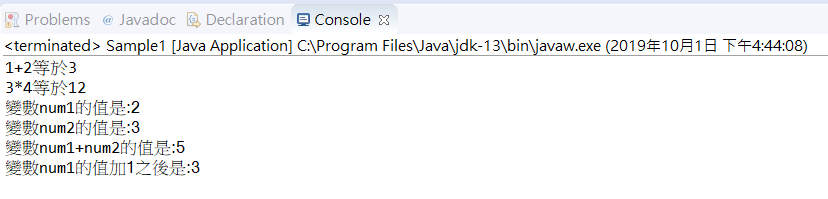 Problems @ Javadoc Declaration Console
<terminated> Sample1 [Java Application] C:\Program Files\Java\jdk-13\bin\javaw.exe (2019年10月1日 下午4:44:08)
1+2等於3
3*4等於12
變數num1的值是:2
變數num2的值是:3
變數num1+num2的值是:5
變數num1的值加1之後是:3